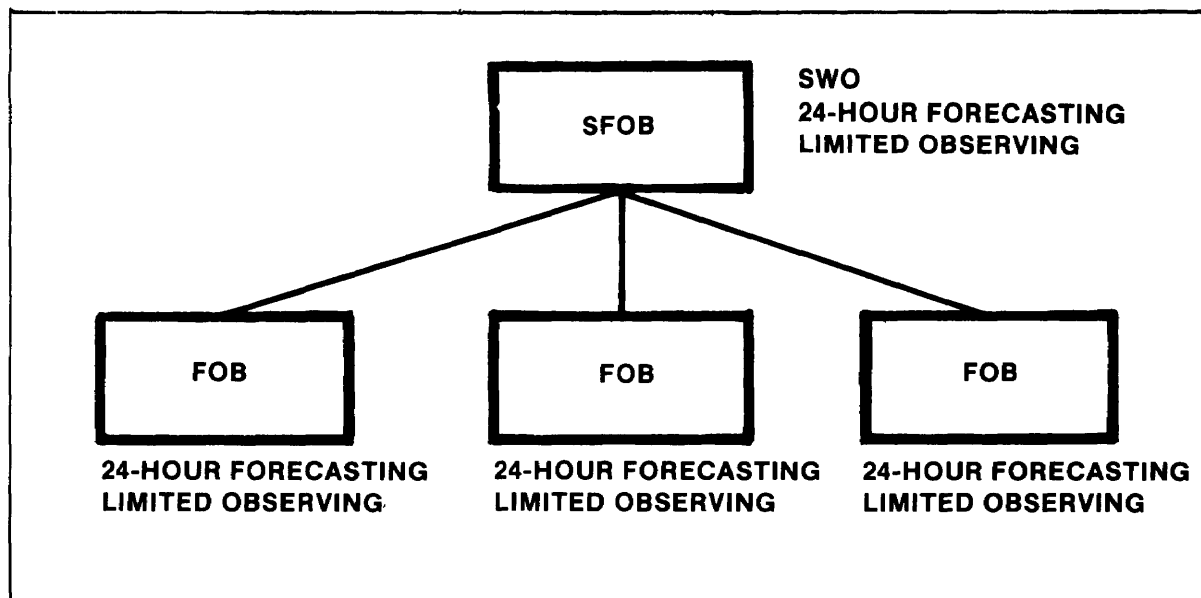 SFOB
SWO
24-HOUR FORECASTING
LIMITED OBSERVING
FOB
24-HOUR FORECASTING
LIMITED OBSERVING
FOB
24-HOUR FORECASTING
LIMITED OBSERVING
FOB
24-HOUR FORECASTING
LIMITED OBSERVING